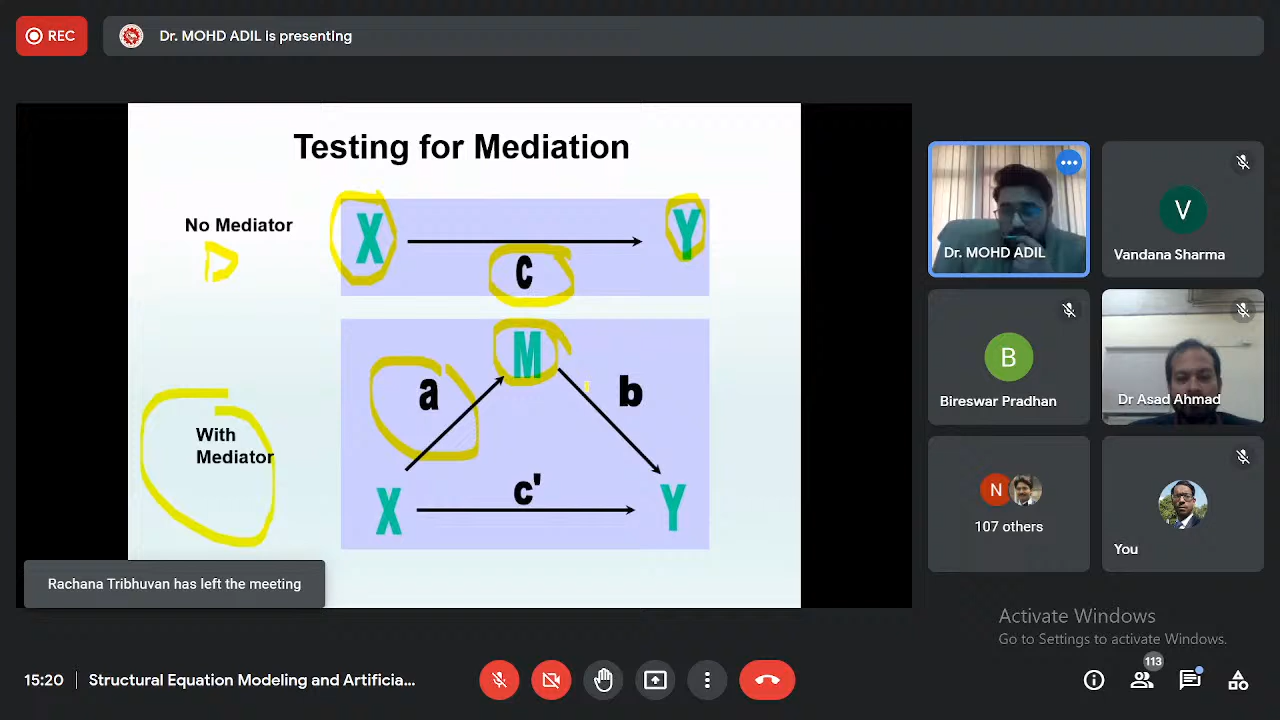 REC
Dr. MOHD ADIL is presenting
Testing for Mediation
No Mediator
X
Y
c
With
Mediator
M
a
b
X
c'
Y
Dr. MOHD ADIL
V
Vandana Sharma
B
Bireswar Pradhan
Dr Asad Ahmad
N
107 others
You
Rachana Tribhuvan has left the meeting
Activate Windows
Go to Settings to activate Windows.
15:20
Structural Equation Modeling and Artificia...
113